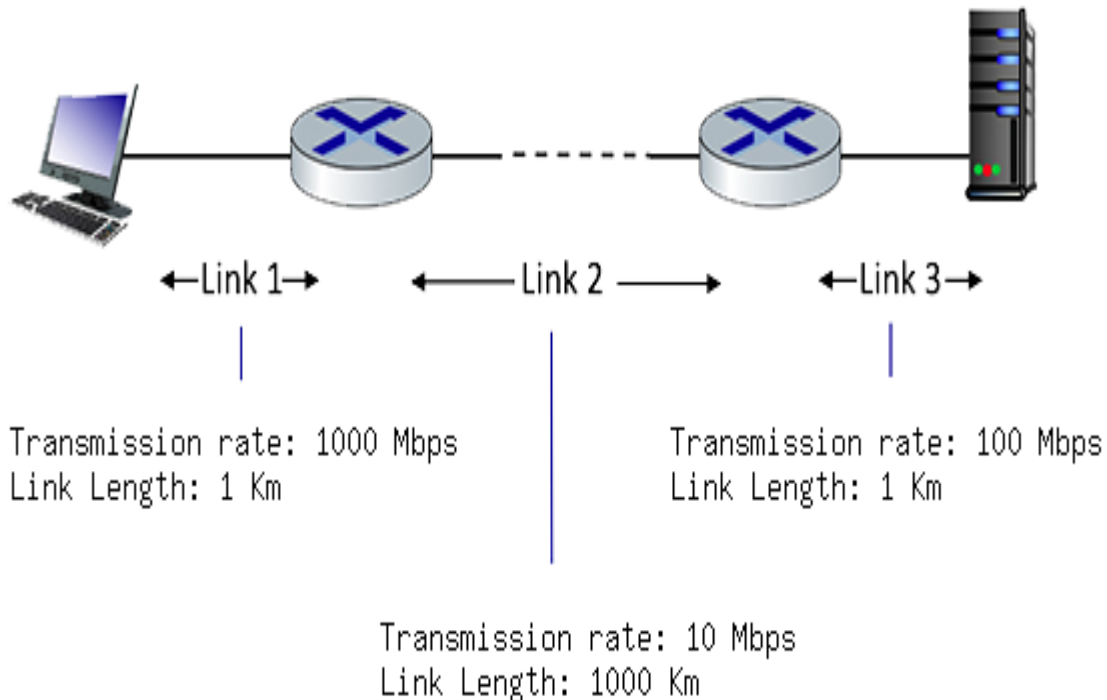 Link 1
Link 2
Link 3
Transmission rate: 1000 Mbps
Link Length: 1 Km
Transmission rate: 100 Mbps
Link Length: 1 Km
Transmission rate: 10 Mbps
Link Length: 1000 Km